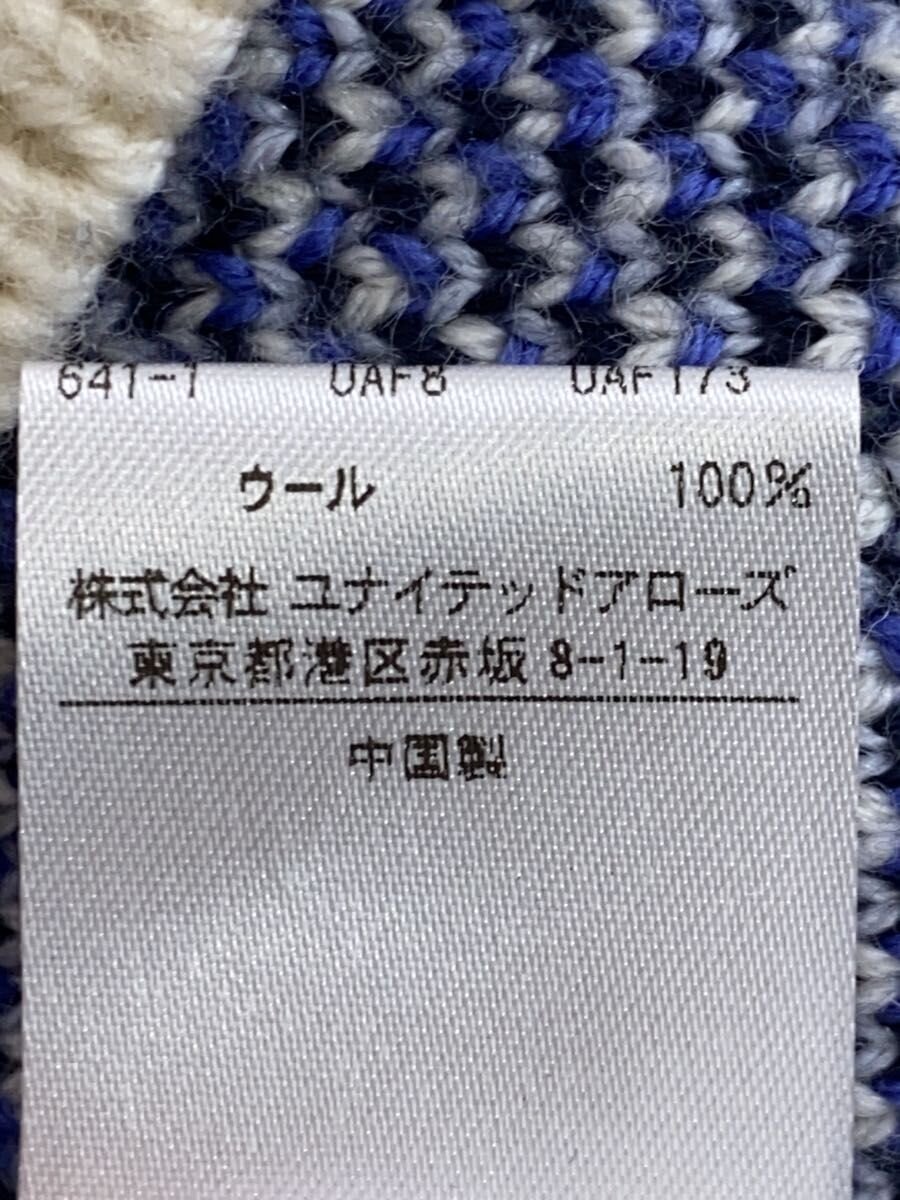 641-1 UAF8 UAF173
ウール 100%
株式会社 ユナイテッドアローズ
東京都港区赤坂 8-1-19
中国製